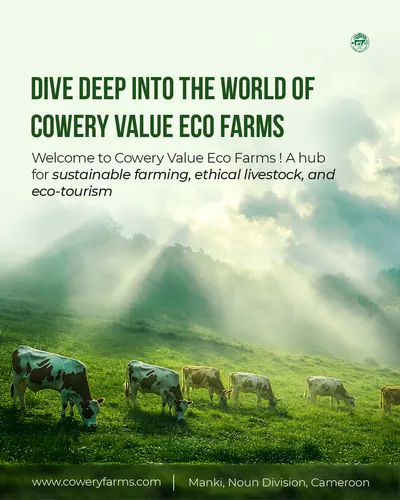 DIVE DEEP INTO THE WORLD OF
COWERY VALUE ECO FARMS
Welcome to Cowery Value Eco Farms ! A hub
for sustainable farming, ethical livestock, and
eco-tourism
www.coweryfarms.com | Manki, Noun Division, Cameroon